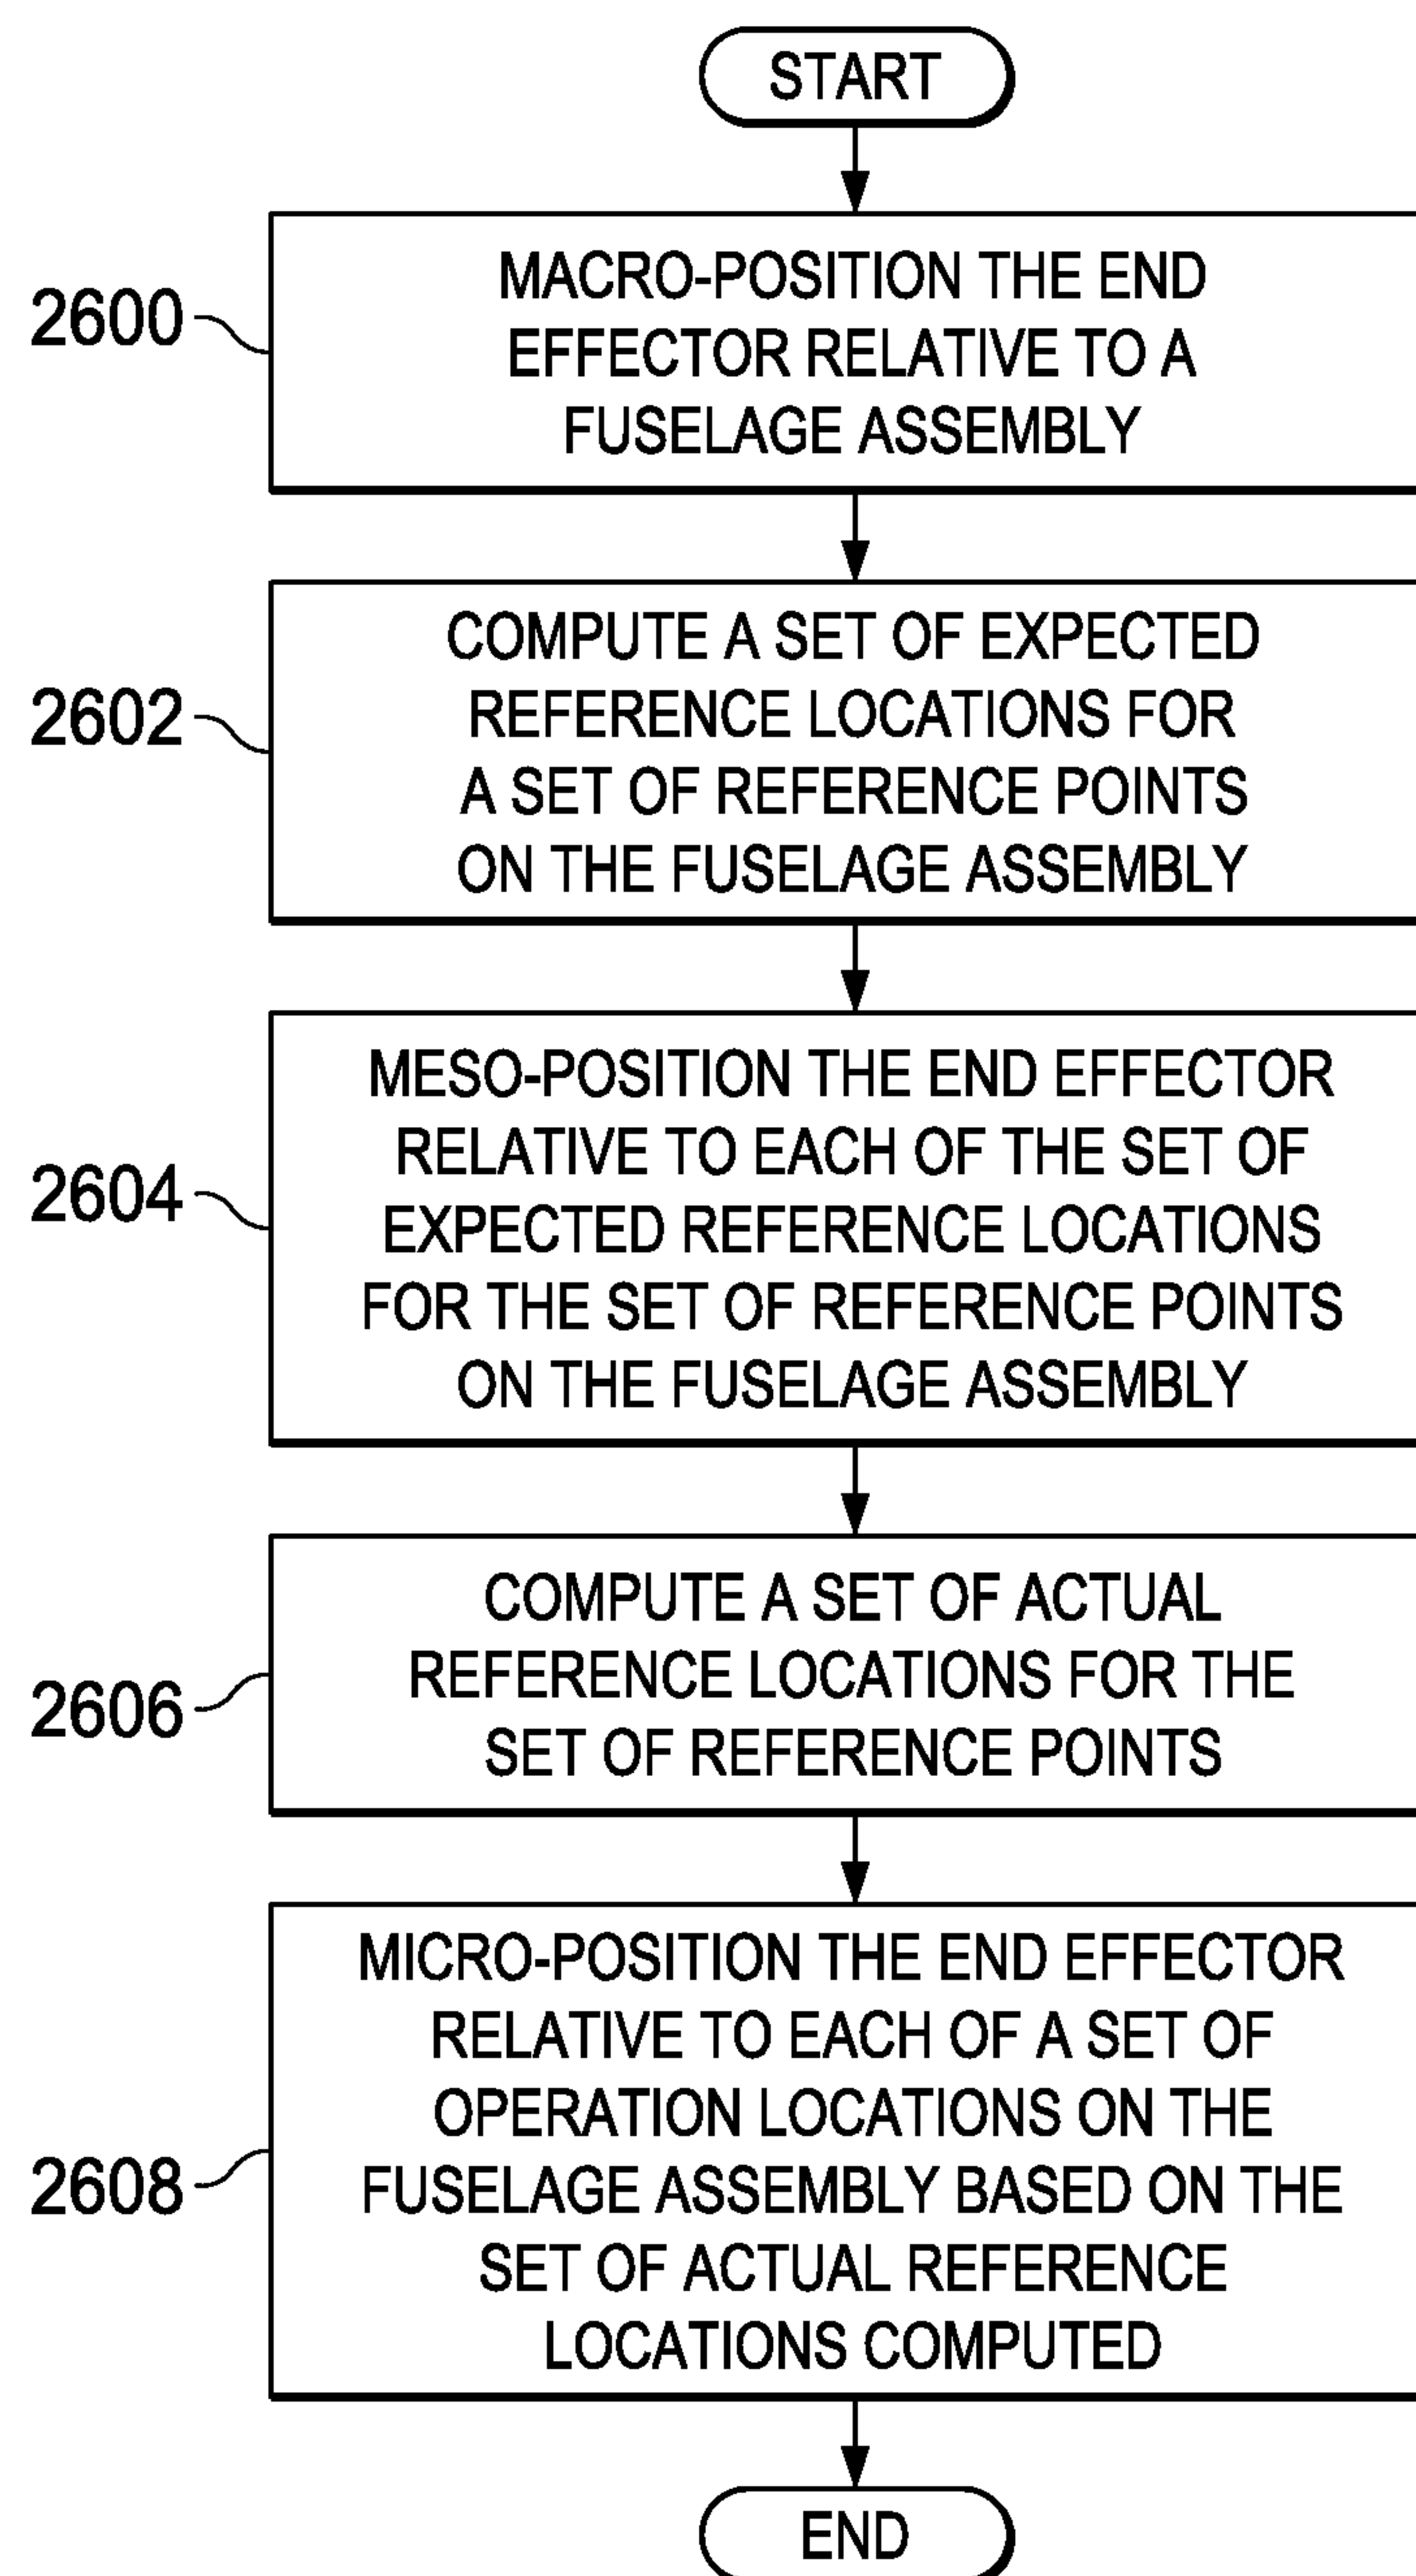 START
2600
MACRO-POSITION THE END
EFFECTOR RELATIVE TO A
FUSELAGE ASSEMBLY
2602
COMPUTE A SET OF EXPECTED
REFERENCE LOCATIONS FOR
A SET OF REFERENCE POINTS
ON THE FUSELAGE ASSEMBLY
2604
MESO-POSITION THE END EFFECTOR
RELATIVE TO EACH OF THE SET OF
EXPECTED REFERENCE LOCATIONS
FOR THE SET OF REFERENCE POINTS
ON THE FUSELAGE ASSEMBLY
2606
COMPUTE A SET OF ACTUAL
REFERENCE LOCATIONS FOR THE
SET OF REFERENCE POINTS
2608
MICRO-POSITION THE END EFFECTOR
RELATIVE TO EACH OF A SET OF
OPERATION LOCATIONS ON THE
FUSELAGE ASSEMBLY BASED ON THE
SET OF ACTUAL REFERENCE
LOCATIONS COMPUTED
END